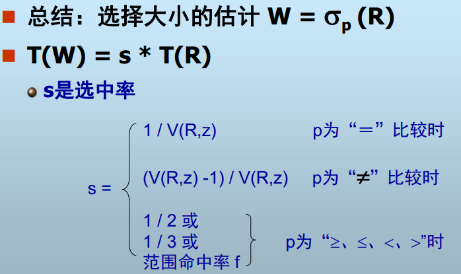 总结：选择大小的估计 W = σp (R)
T(W) = s * T(R)
s是选中率
1 / V(R,z) p为“＝”比较时
s = (V(R,z) -1) / V(R,z) p为“≠”比较时
1 / 2 或
1 / 3 或 p为“≥、≤、<、>”时
范围命中率 f